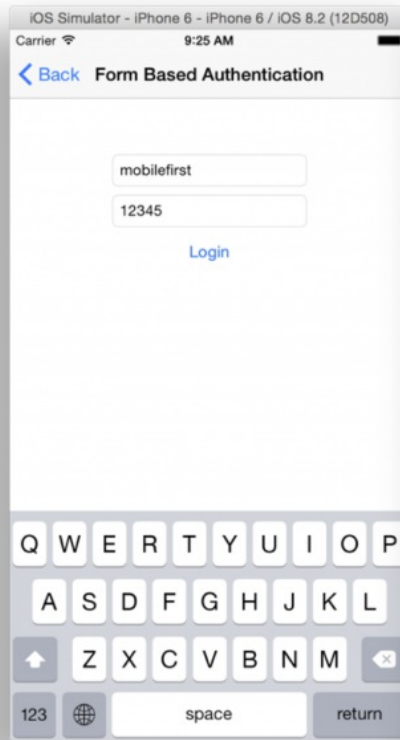 iOS Simulator - iPhone 6 - iPhone 6 / iOS 8.2 (12D508)
Carrier 9:25 AM
Back Form Based Authentication
mobilefirst
12345
Login
Q W E R T Y U I O P
A S D F G H J K L
Z X C V B N M
123 space return